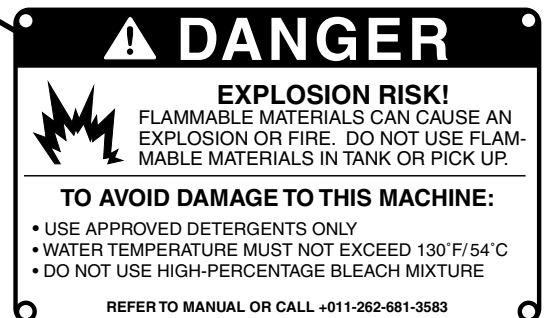 DANGER
EXPLOSION RISK!
FLAMMABLE MATERIALS CAN CAUSE AN
EXPLOSION OR FIRE. DO NOT USE FLAM-
MABLE MATERIALS IN TANK OR PICK UP.
TO AVOID DAMAGE TO THIS MACHINE:
• USE APPROVED DETERGENTS ONLY
• WATER TEMPERATURE MUST NOT EXCEED 130˚F/54˚C
• DO NOT USE HIGH-PERCENTAGE BLEACH MIXTURE
REFER TO MANUAL OR CALL +011-262-681-3583